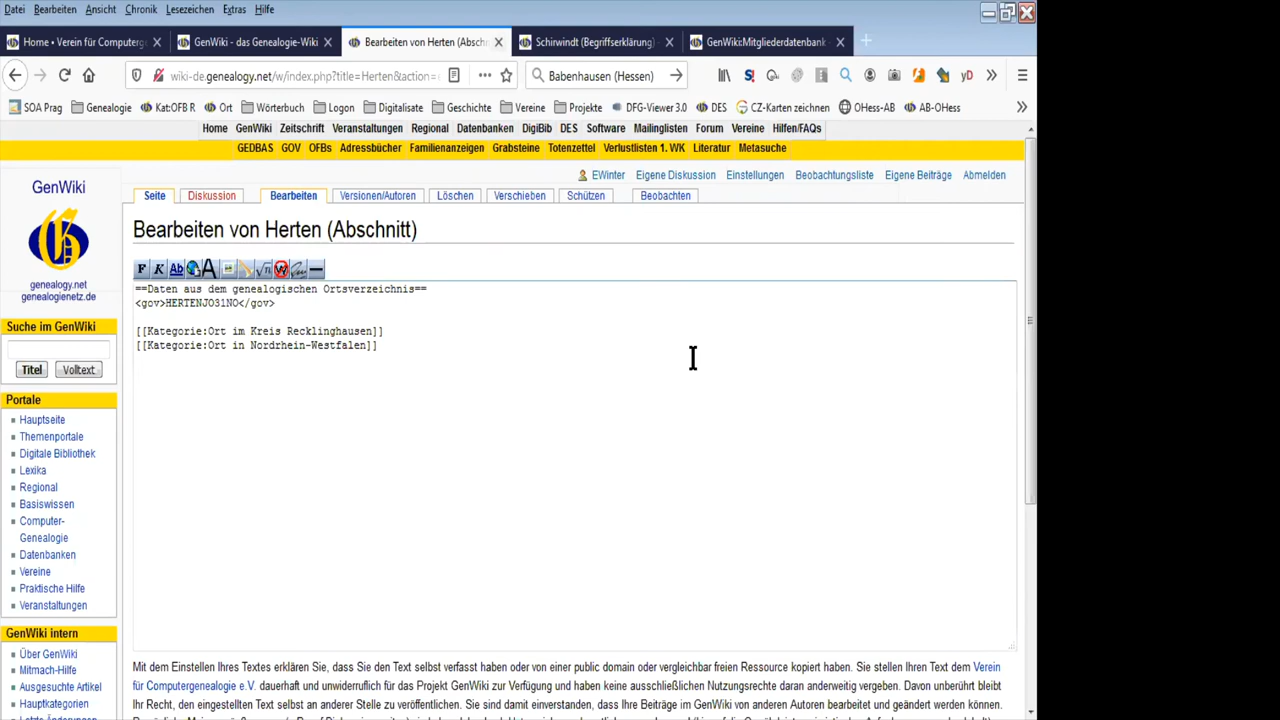 Datei Bearbeiten Ansicht Chronik Lesezeichen Extras Hilfe
Home • Verein für Computerg
GenWiki - das Genealogie-Wiki
Bearbeiten von Herten (Abschn
Schirwindt (Begriffserklärung)
GenWiki:Mitgliederdatenbank
wiki-de.genealogy.net/w/index.php?title=Herten&action=
Babenhausen (Hessen)
SOA Prag Genealogie Kat:OFB R Ort Wörterbuch Logon Digitalisate Geschichte Vereine Projekte DFG-Viewer 3.0 DES CZ-Karten zeichnen OHess-AB AB-OHess
Home GenWiki Zeitschrift Veranstaltungen Regional Datenbanken DigiBib DES Software Mailinglisten Forum Vereine Hilfen/FAQs
GEDBAS GOV OFBs Adressbücher Familienanzeigen Grabsteine Totenzettel Verlustlisten 1. WK Literatur Metasuche
EWinter Eigene Diskussion Einstellungen Beobachtungsliste Eigene Beiträge Abmelden
Seite Diskussion Bearbeiten Versionen/Autoren Löschen Verschieben Schützen Beobachten
GenWiki
genealogy.net
genealogienetz.de
Suche im GenWiki
Titel Volltext
Portale
Hauptseite
Themenportale
Digitale Bibliothek
Lexika
Regional
Basiswissen
Computer-
Genealogie
Datenbanken
Vereine
Praktische Hilfe
Veranstaltungen
GenWiki intern
Über GenWiki
Mitmach-Hilfe
Ausgesuchte Artikel
Hauptkategorien
Letzte Änderungen
Bearbeiten von Herten (Abschnitt)
F K Ab A √n W
==Daten aus dem genealogischen Ortsverzeichnis==
<gov>HERTENJO31NO</gov>
[[Kategorie:Ort im Kreis Recklinghausen]]
[[Kategorie:Ort in Nordrhein-Westfalen]]
Mit dem Einstellen Ihres Textes erklären Sie, dass Sie den Text selbst verfasst haben oder von einer public domain oder vergleichbar freien Ressource kopiert haben. Sie stellen Ihren Text dem Verein
für Computergenealogie e.V. dauerhaft und unwiderruflich für das Projekt GenWiki zur Verfügung und haben keine ausschließlichen Nutzungsrechte daran anderweitig vergeben. Davon unberührt bleibt
Ihr Recht, den eingestellten Text selbst an anderer Stelle zu veröffentlichen. Sie sind damit einverstanden, dass Ihre Beiträge im GenWiki von anderen Autoren bearbeitet und geändert werden können.